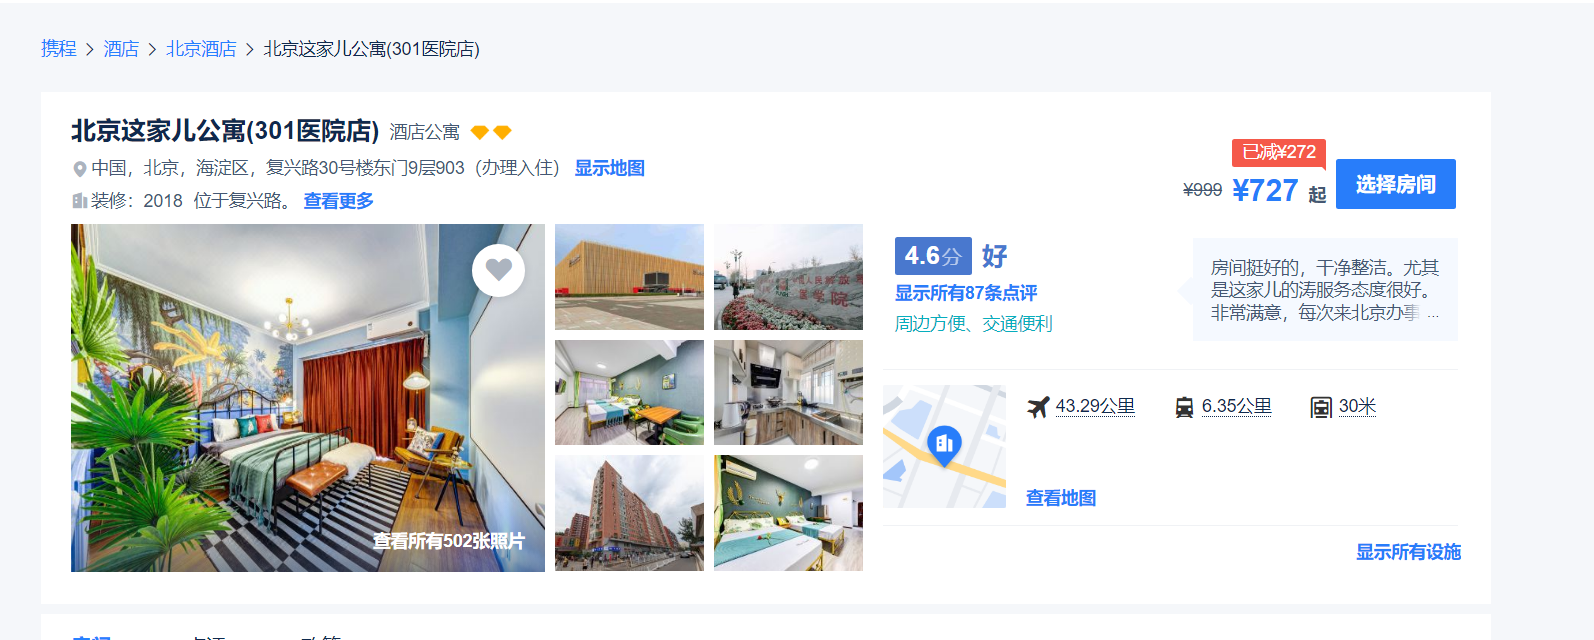 携程 > 酒店 > 北京酒店 > 北京这家儿公寓(301医院店)
北京这家儿公寓(301医院店) 酒店公寓
中国，北京，海淀区，复兴路30号楼东门9层903（办理入住） 显示地图
装修：2018 位于复兴路。 查看更多
已减¥272
¥999 ¥727 起
选择房间
查看所有502张照片
4.6分 好
显示所有87条点评
周边方便、交通便利
房间挺好的，干净整洁。尤其
是这家儿的涛服务态度很好。
非常满意，每次来北京办事 ...
43.29公里
6.35公里
30米
查看地图
显示所有设施